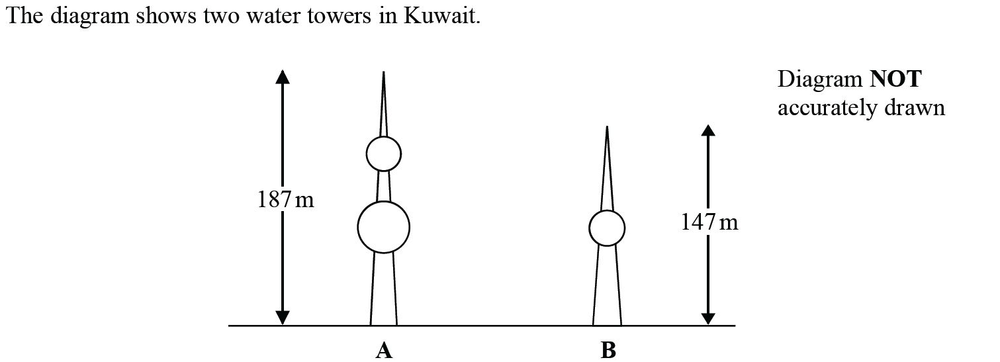 The diagram shows two water towers in Kuwait.
Diagram NOT
accurately drawn
187 m
147 m
A
B